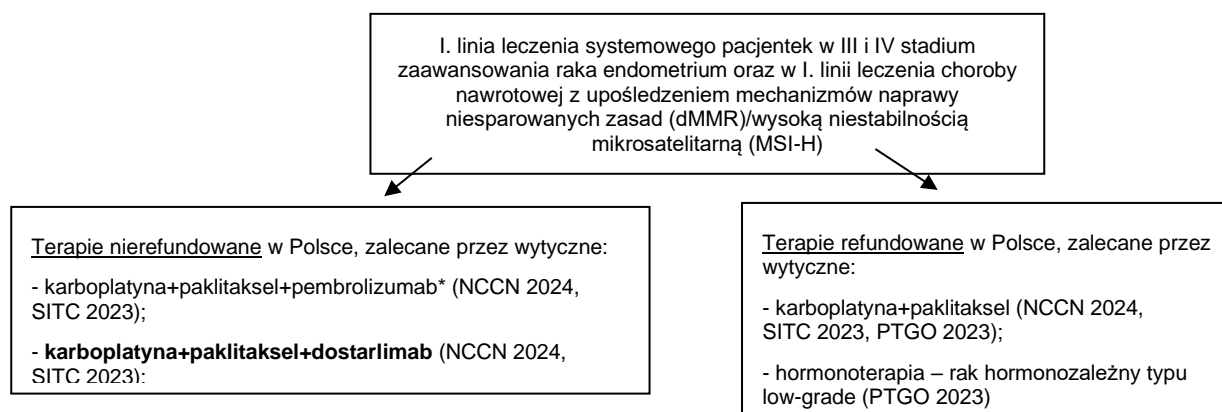 I. linia leczenia systemowego pacjentek w III i IV stadium
zaawansowania raka endometrium oraz w I. linii leczenia choroby
nawrotowej z upośledzeniem mechanizmów naprawy
niesparowanych zasad (dMMR)/wysoką niestabilnością
mikrosatelitarną (MSI-H)
Terapie nierefundowane w Polsce, zalecane przez wytyczne:
- karboplatyna+paklitaksel+pembrolizumab* (NCCN 2024,
SITC 2023);
- karboplatyna+paklitaksel+dostarlimab (NCCN 2024,
SITC 2023);
Terapie refundowane w Polsce, zalecane przez
wytyczne:
- karboplatyna+paklitaksel (NCCN 2024,
SITC 2023, PTGO 2023);
- hormonoterapia – rak hormonozależny typu
low-grade (PTGO 2023)